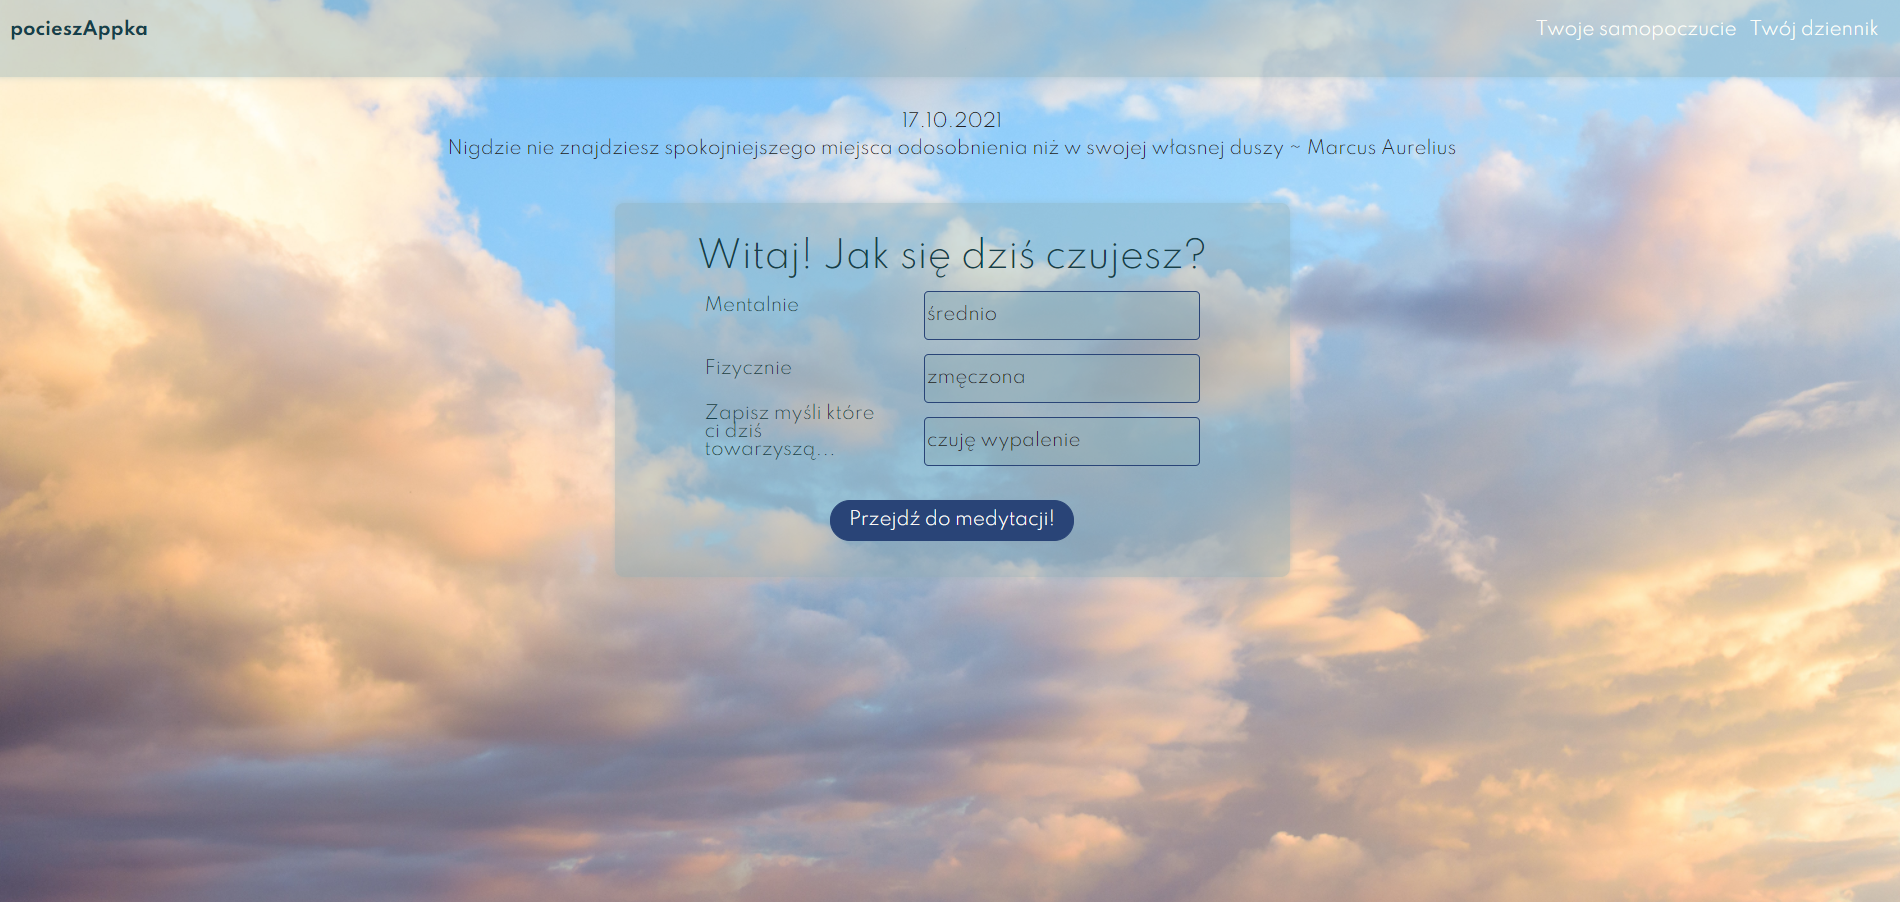 pocieszAppka
Twoje samopoczucie Twój dziennik
17.10.2021
Nigdzie nie znajdziesz spokojniejszego miejsca odosobnienia niż w swojej własnej duszy ~ Marcus Aurelius
Witaj! Jak się dziś czujesz?
Mentalnie
średnio
Fizycznie
zmęczona
Zapisz myśli które
ci dziś
towarzyszą...
czuję wypalenie
Przejdź do medytacji!